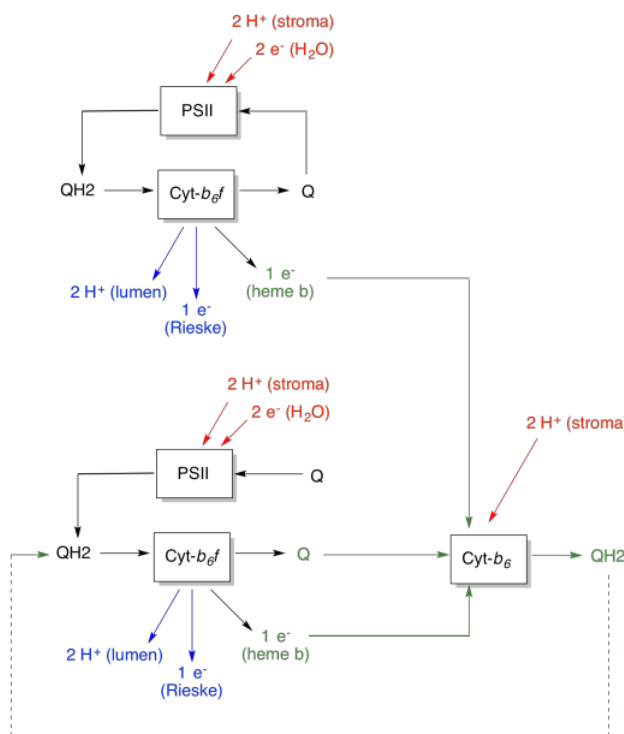 2 H⁺ (stroma)
2 e⁻ (H₂O)
PSII
QH2
Cyt-b₆f
Q
2 H⁺ (lumen)
1 e⁻
(Rieske)
1 e⁻
(heme b)
2 H⁺ (stroma)
2 e⁻ (H₂O)
2 H⁺ (stroma)
PSII
Q
QH2
Cyt-b₆f
Q
Cyt-b₆
QH2
2 H⁺ (lumen)
1 e⁻
(Rieske)
1 e⁻
(heme b)